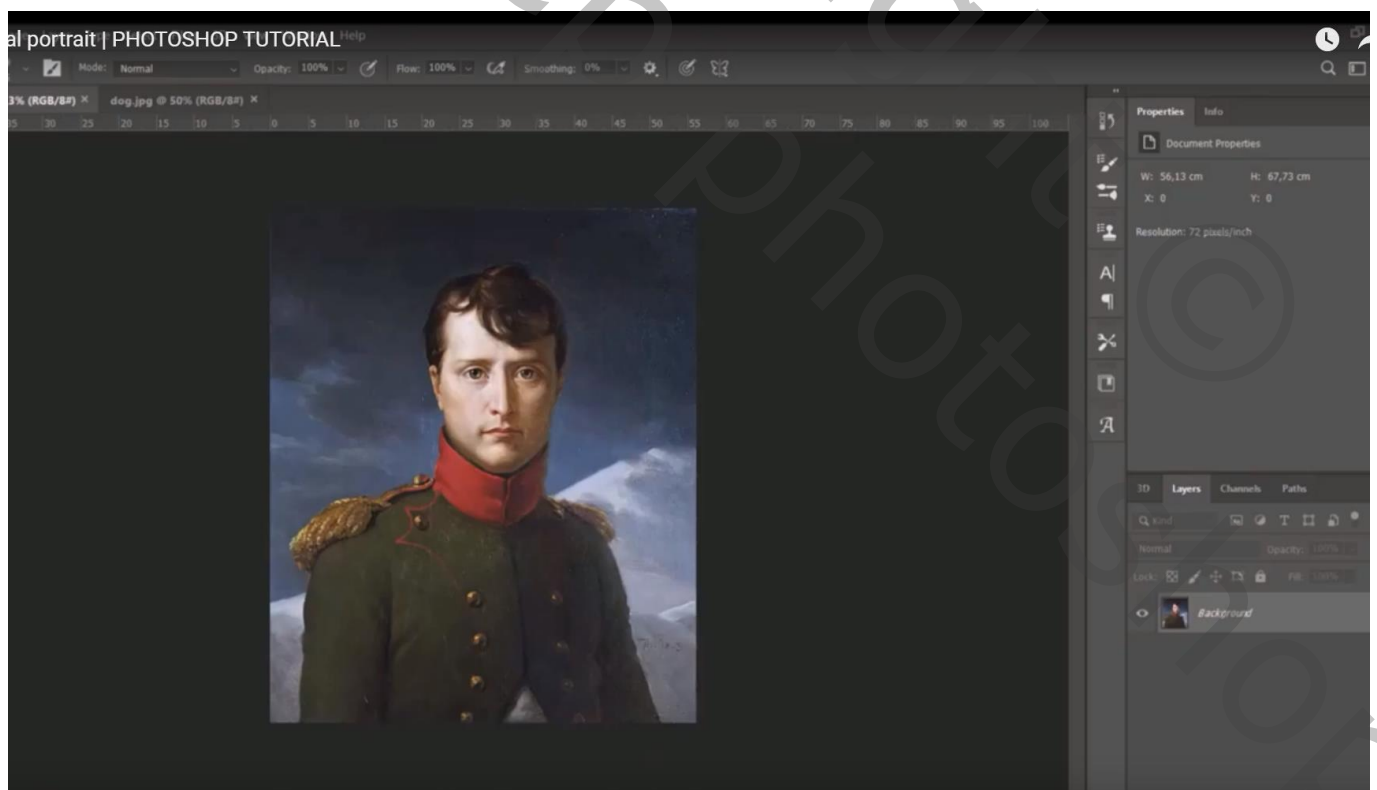 al portrait | PHOTOSHOP TUTORIAL
Help
Mode: Normal Opacity: 100% Flow: 100% Smoothing: 0%
3% (RGB/8#) × dog.jpg @ 50% (RGB/8#) ×
35 30 25 20 15 10 5 0 5 10 15 20 25 30 35 40 45 50 55 60 65 70 75 80 85 90 95 100
Properties Info
Document Properties
W: 56,13 cm H: 67,73 cm
X: 0 Y: 0
Resolution: 72 pixels/inch
3D Layers Channels Paths
Kind
Normal Opacity: 100%
Lock: Fill: 100%
Background
photoshop
©